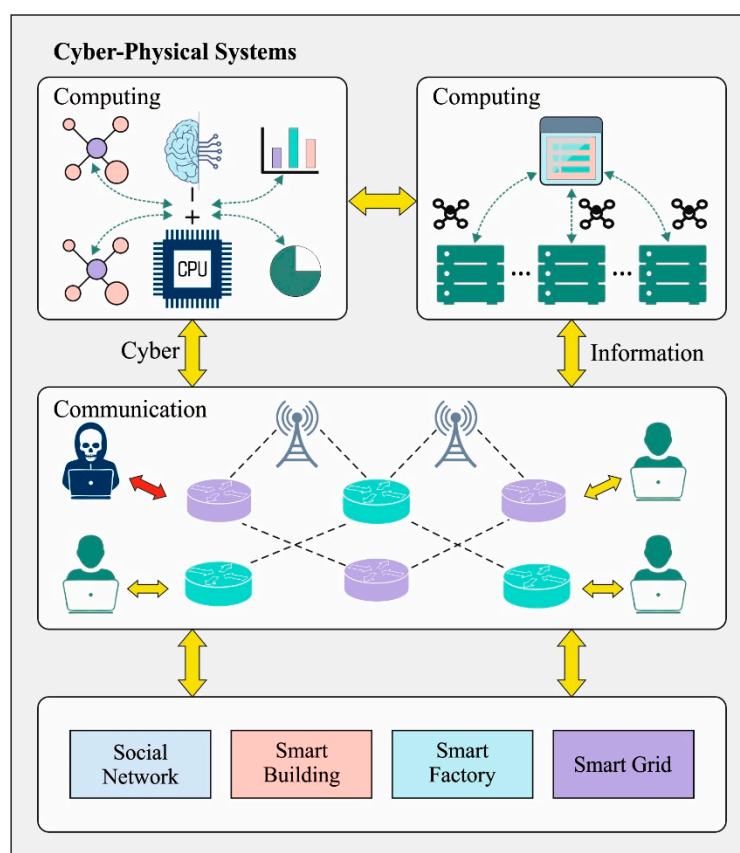 Cyber-Physical Systems
Computing
Computing
CPU
Cyber
Information
Communication
Social
Network
Smart
Building
Smart
Factory
Smart Grid